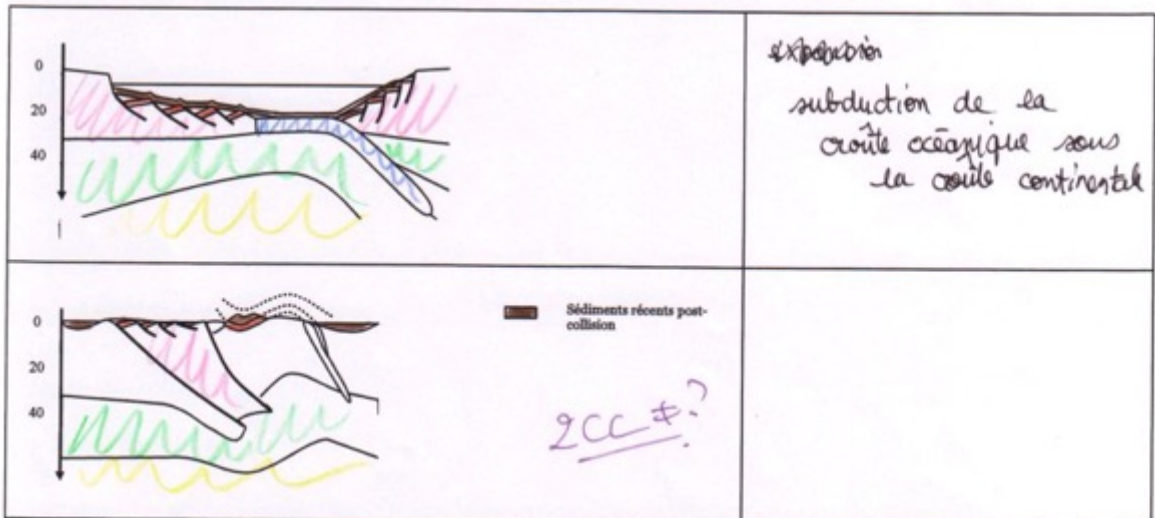 0
20
40
subduction de la
croûte océanique sous
la croûte continentale
0
20
40
Sédiments récents post-
collision
2CC ≠ ?